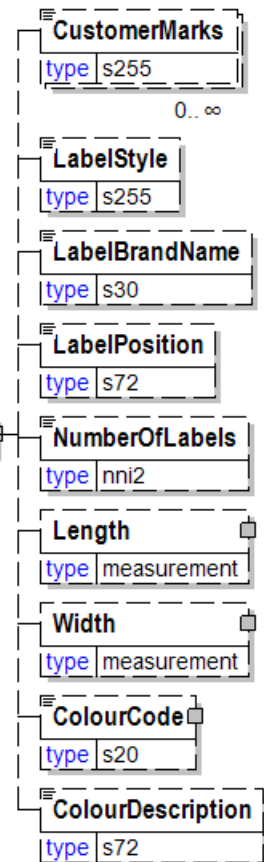 CustomerMarks
type s255
0.. ∞
LabelStyle
type s255
LabelBrandName
type s30
LabelPosition
type s72
NumberOfLabels
type nni2
Length
type measurement
Width
type measurement
ColourCode
type s20
ColourDescription
type s72